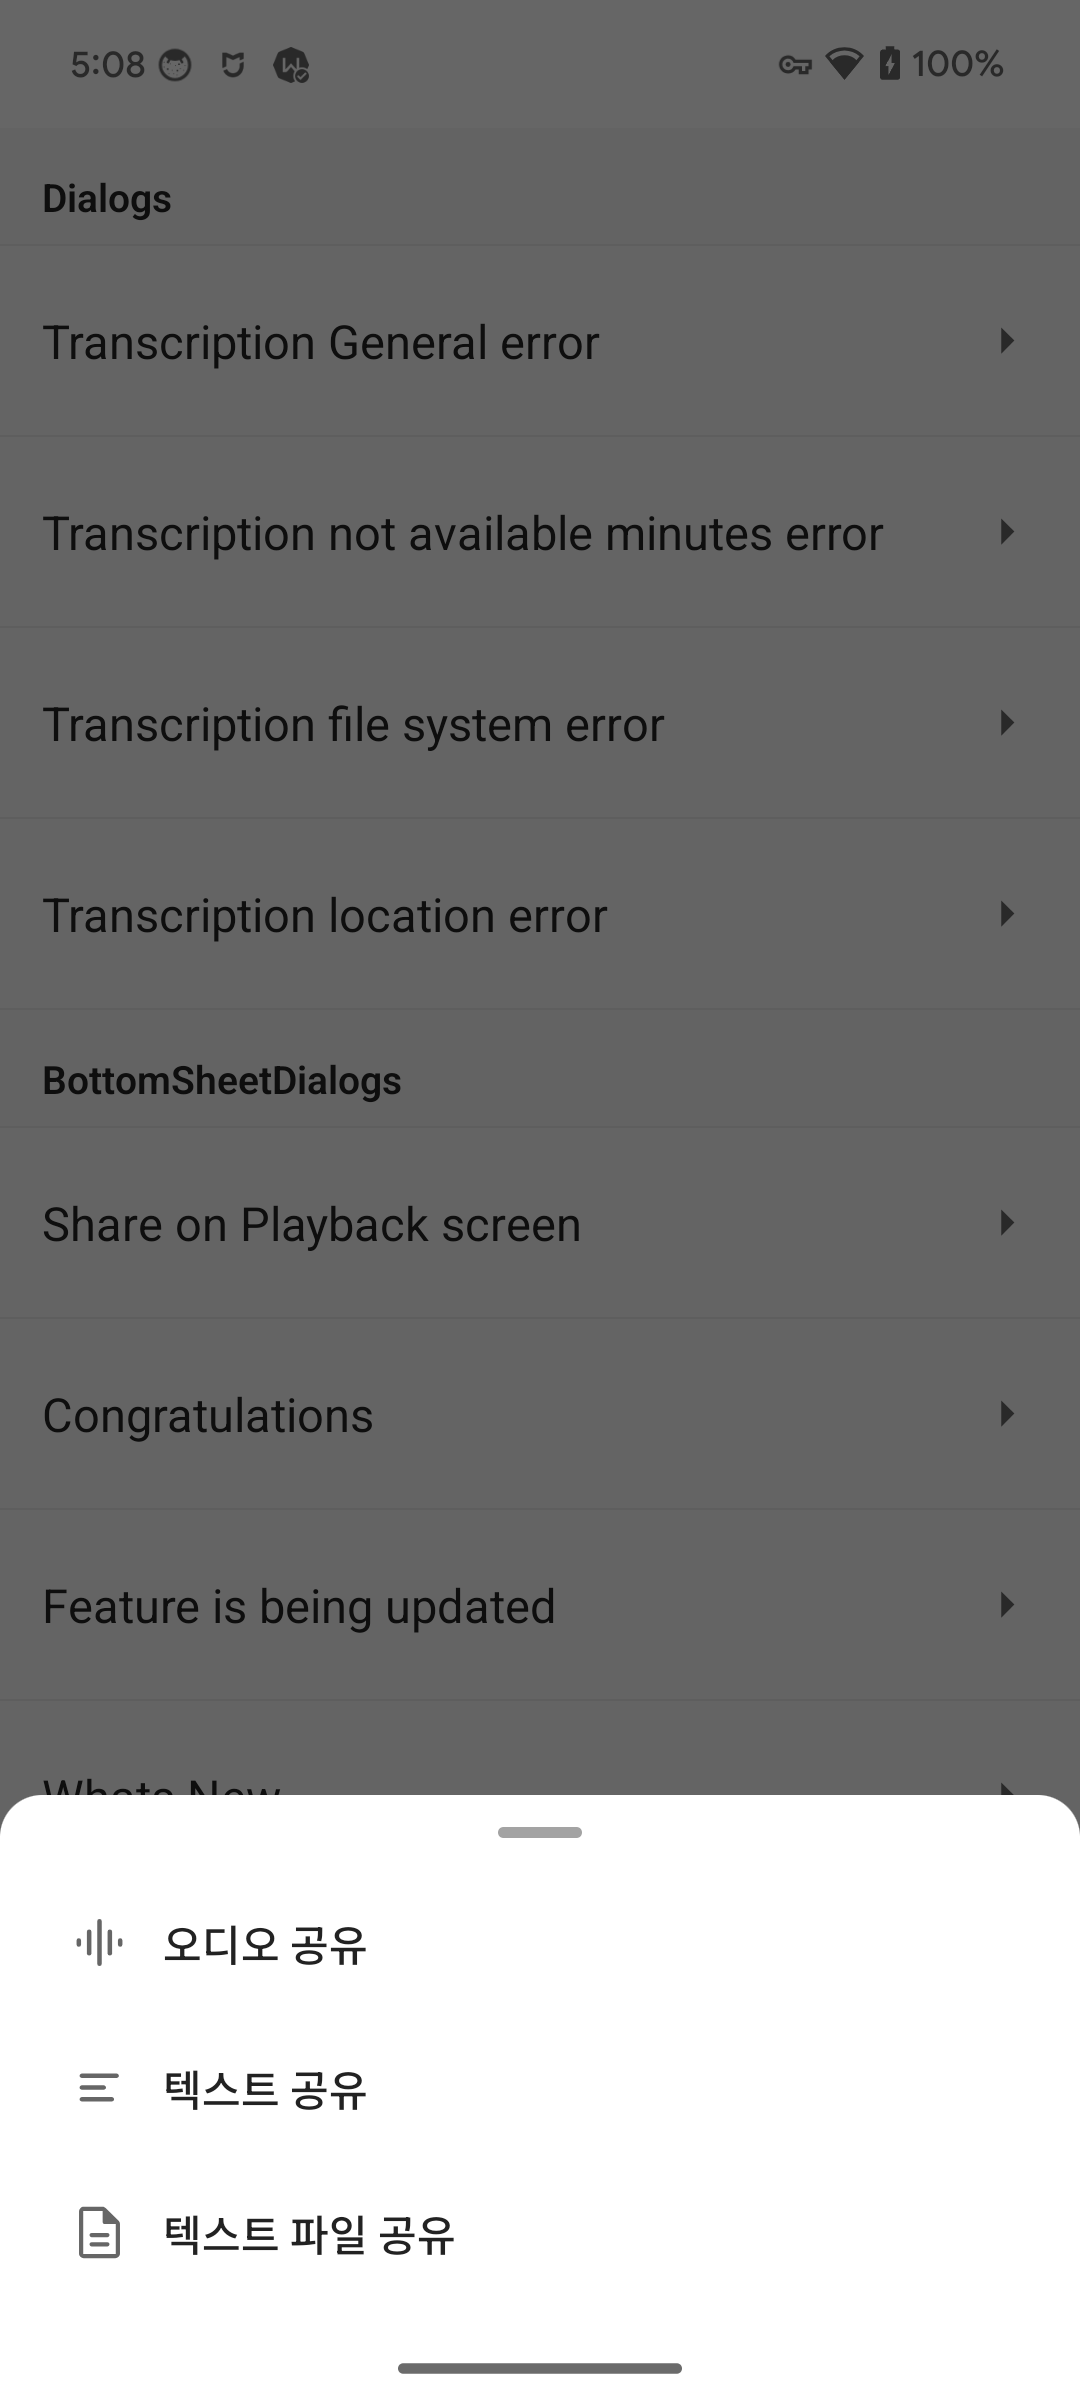 5:08
100%
Dialogs
Transcription General error
Transcription not available minutes error
Transcription file system error
Transcription location error
BottomSheetDialogs
Share on Playback screen
Congratulations
Feature is being updated
Whats New
오디오 공유
텍스트 공유
텍스트 파일 공유